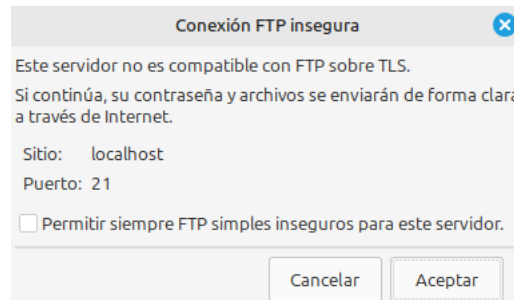 Conexión FTP insegura
Este servidor no es compatible con FTP sobre TLS.
Si continúa, su contraseña y archivos se enviarán de forma clara
a través de Internet.
Sitio: localhost
Puerto: 21
Permitir siempre FTP simples inseguros para este servidor.
Cancelar Aceptar